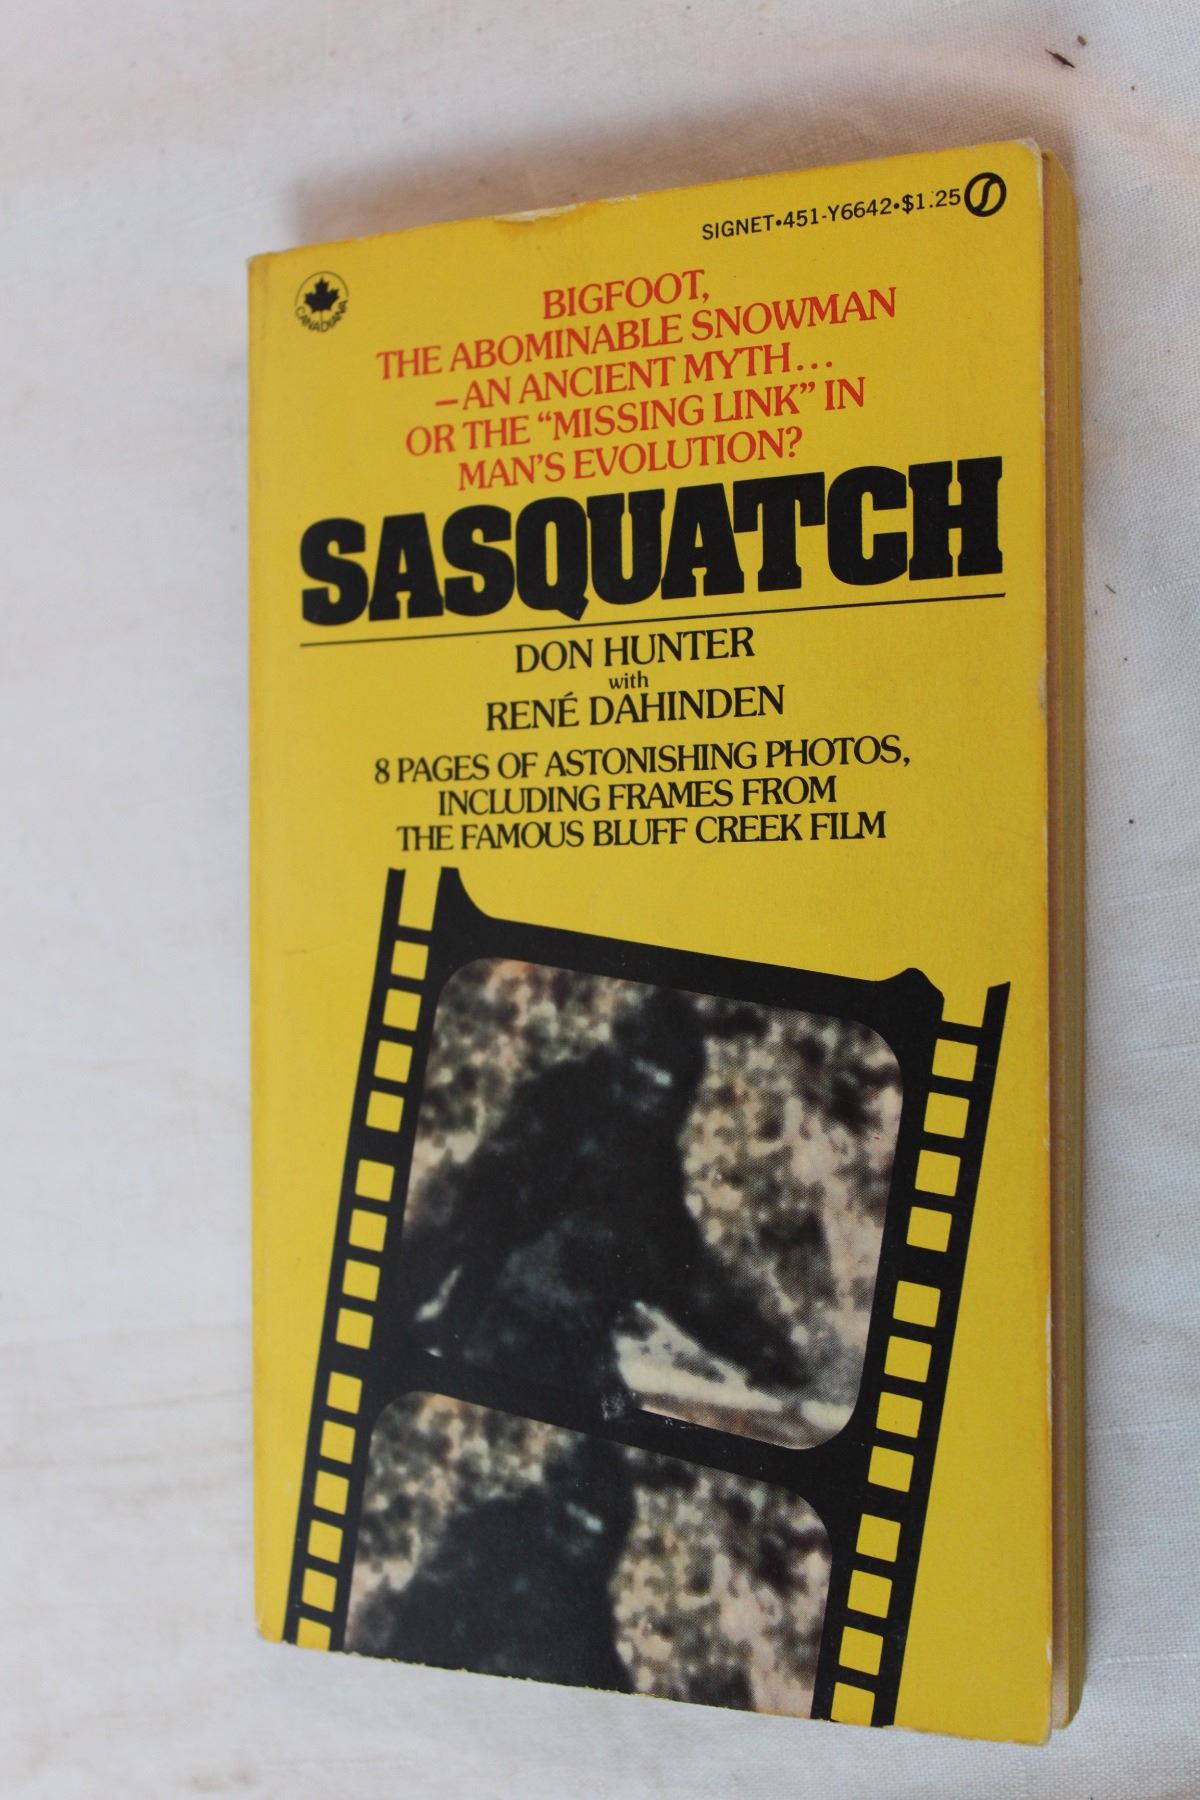 SIGNET•451-Y6642•$1.25
CANADIANA
BIGFOOT,
THE ABOMINABLE SNOWMAN
—AN ANCIENT MYTH...
OR THE “MISSING LINK” IN
MAN'S EVOLUTION?
SASQUATCH
DON HUNTER
with
RENÉ DAHINDEN
8 PAGES OF ASTONISHING PHOTOS,
INCLUDING FRAMES FROM
THE FAMOUS BLUFF CREEK FILM